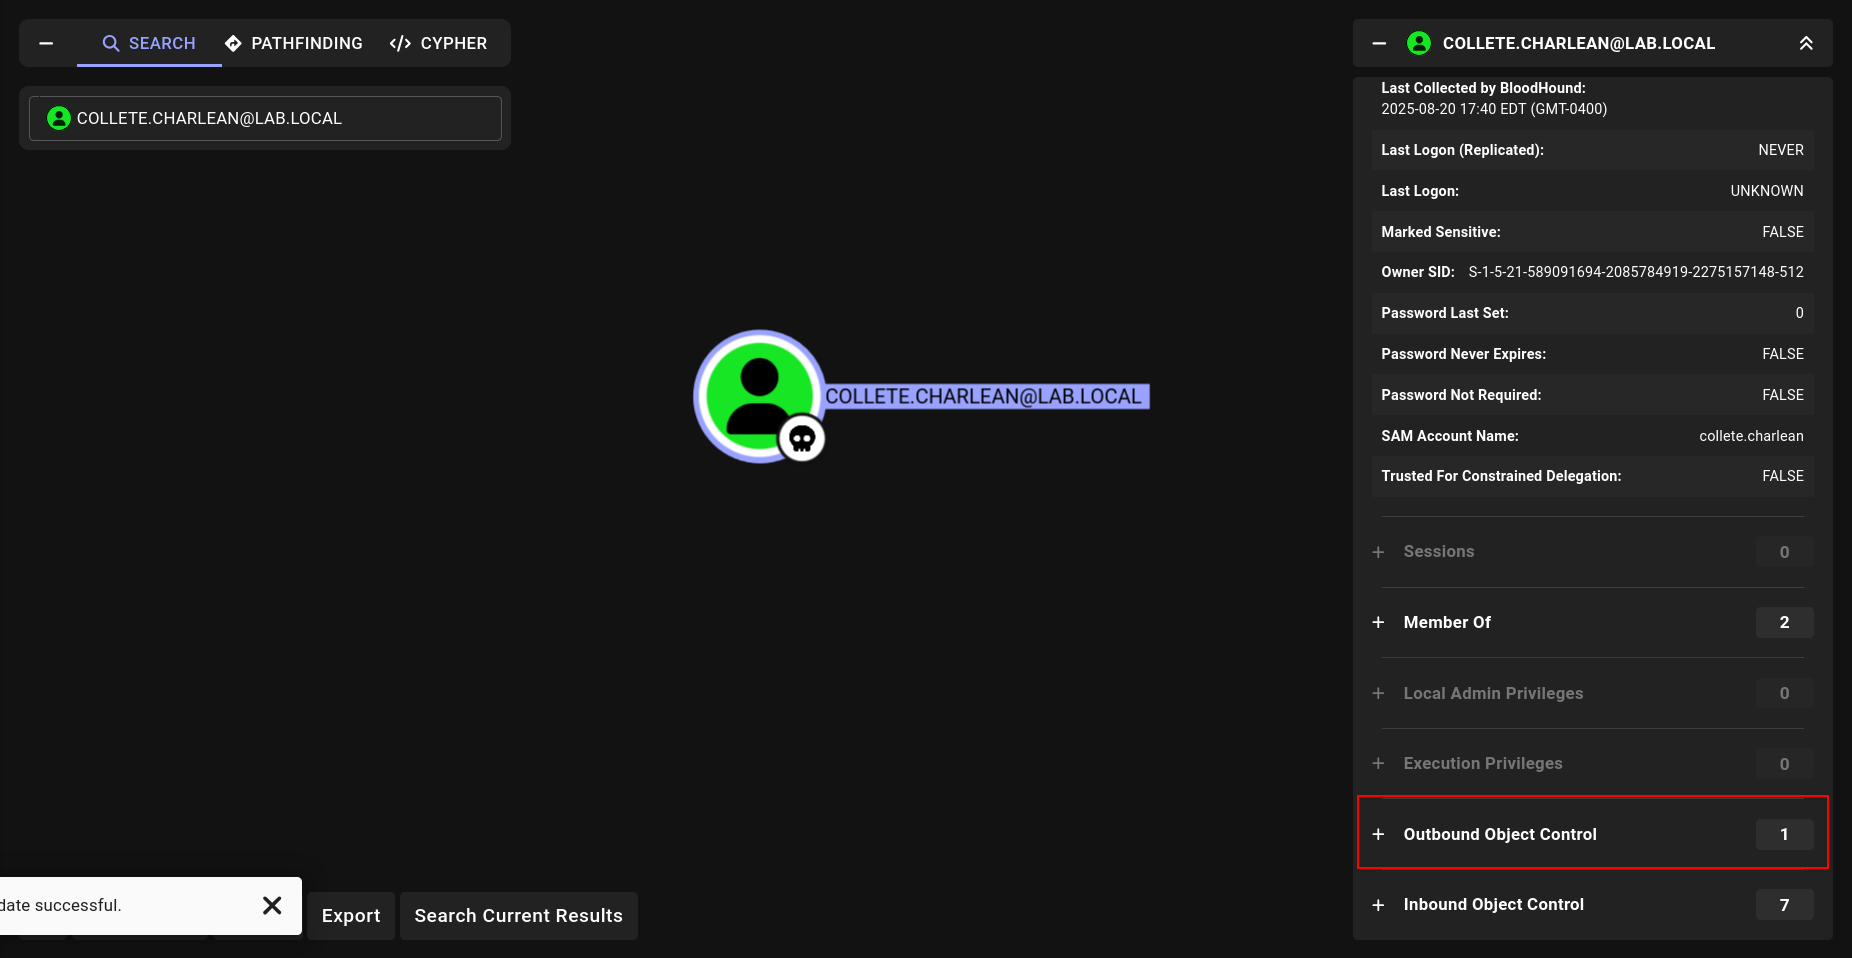 SEARCH PATHFINDING CYPHER
COLLETE.CHARLEAN@LAB.LOCAL
COLLETE.CHARLEAN@LAB.LOCAL
date successful.
Export Search Current Results
COLLETE.CHARLEAN@LAB.LOCAL
Last Collected by BloodHound:
2025-08-20 17:40 EDT (GMT-0400)
Last Logon (Replicated): NEVER
Last Logon: UNKNOWN
Marked Sensitive: FALSE
Owner SID: S-1-5-21-589091694-2085784919-2275157148-512
Password Last Set: 0
Password Never Expires: FALSE
Password Not Required: FALSE
SAM Account Name: collete.charlean
Trusted For Constrained Delegation: FALSE
Sessions 0
Member Of 2
Local Admin Privileges 0
Execution Privileges 0
Outbound Object Control 1
Inbound Object Control 7